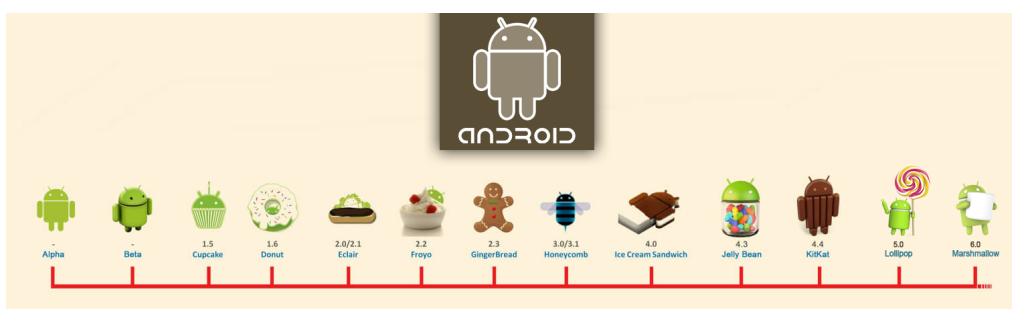 ANDROID
-
Alpha
-
Beta
1.5
Cupcake
1.6
Donut
2.0/2.1
Eclair
2.2
Froyo
2.3
GingerBread
3.0/3.1
Honeycomb
4.0
Ice Cream Sandwich
4.3
Jelly Bean
4.4
KitKat
5.0
Lollipop
6.0
Marshmallow